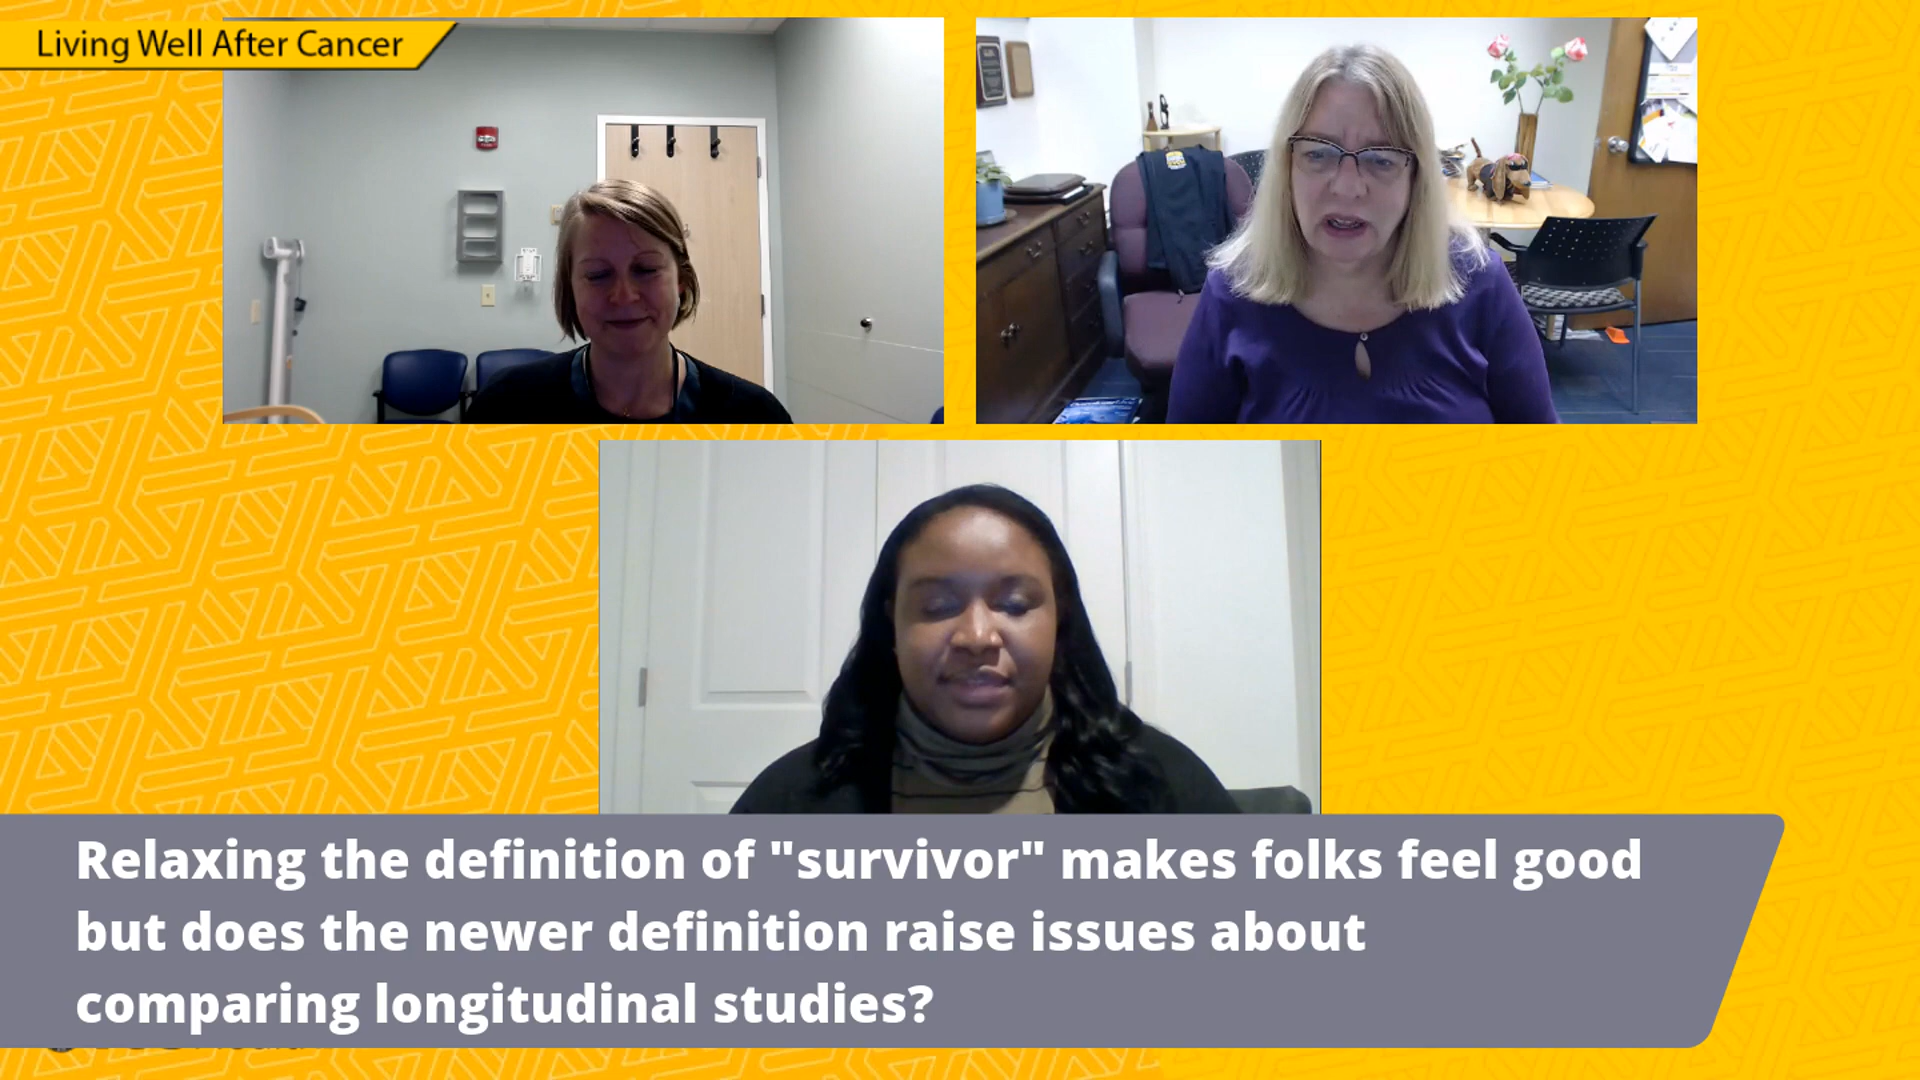 Living Well After Cancer
Relaxing the definition of "survivor" makes folks feel good
but does the newer definition raise issues about
comparing longitudinal studies?